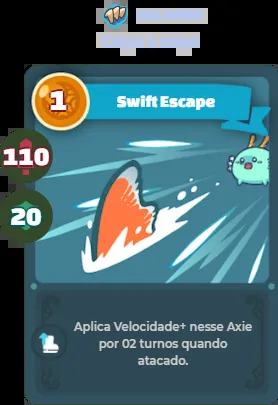 1
Swift Escape
110
20
Aplica Velocidade+ nesse Axie
por 02 turnos quando
atacado.